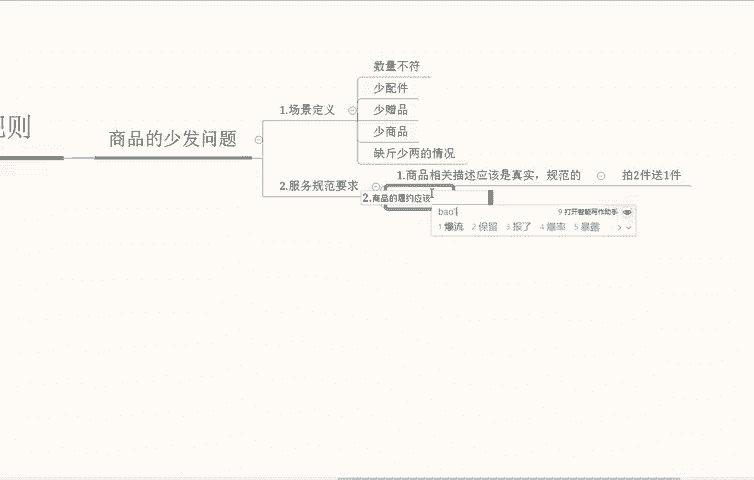 数量不符
少配件
1.场景定义
少赠品
则
商品的少发问题
少商品
缺斤少两的情况
1.商品相关描述应该是真实，规范的
拍2件送1件
2.服务规范要求
2.商品的履约应该
bao'l
9 打开智能写作助手
1 爆流 2 保留 3 报了 4 爆率 5 暴露